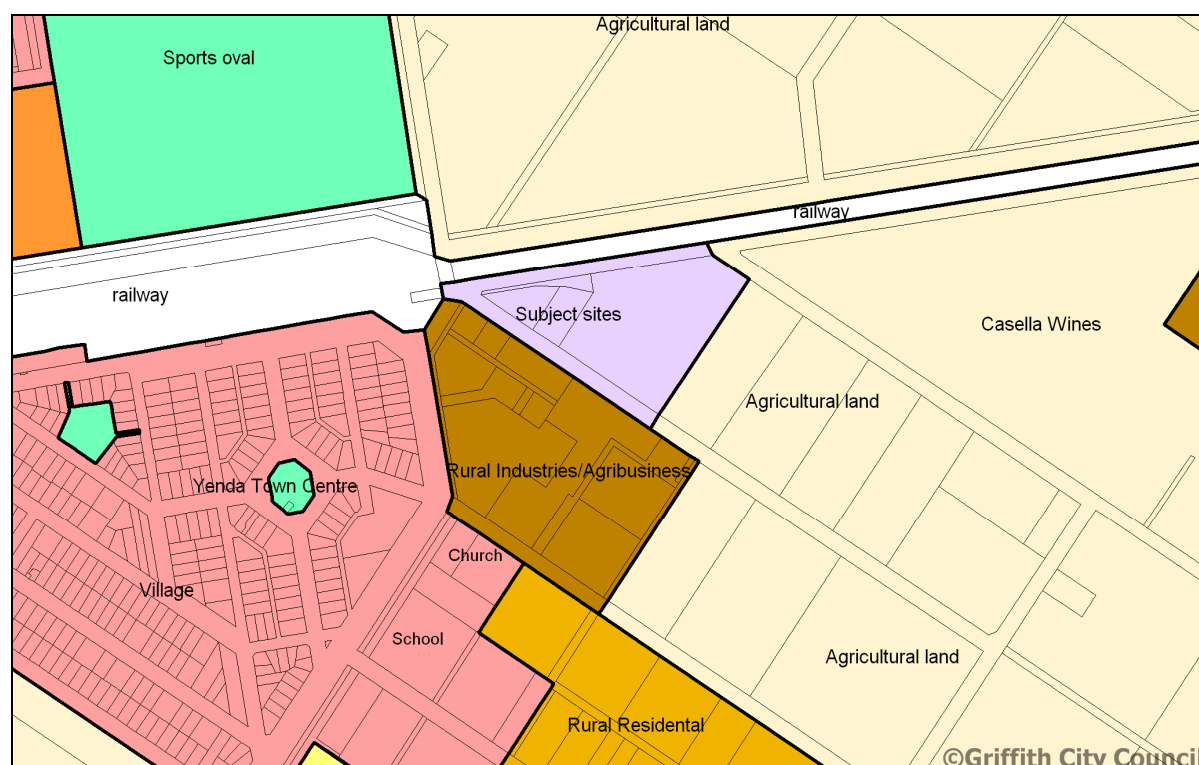 Agricultural land
Sports oval
railway
railway
Subject sites
Casella Wines
Agricultural land
Rural Industries/Agribusiness
Yenda Town Centre
Church
Village
School
Agricultural land
Rural Residental
©Griffith City Council